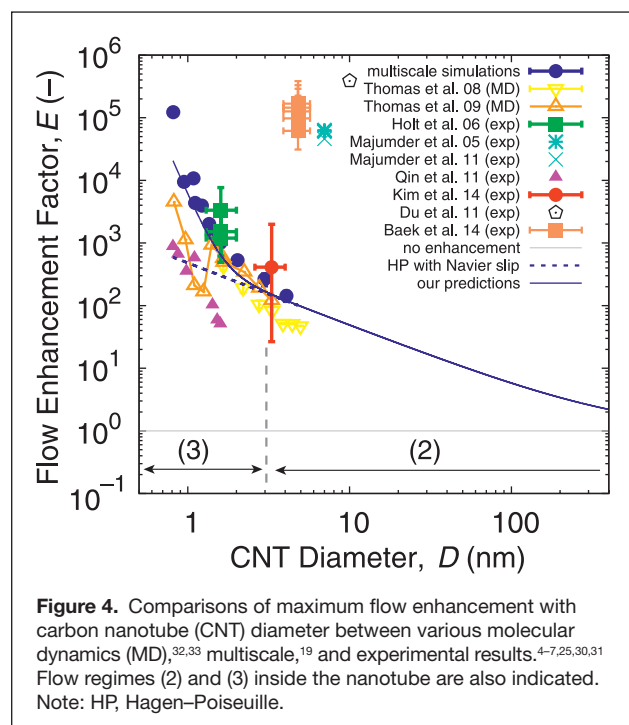 10^6
10^5
10^4
10^3
10^2
10^1
10^0
10^−1
Flow Enhancement Factor, E (–)
multiscale simulations
Thomas et al. 08 (MD)
Thomas et al. 09 (MD)
Holt et al. 06 (exp)
Majumder et al. 05 (exp)
Majumder et al. 11 (exp)
Qin et al. 11 (exp)
Kim et al. 14 (exp)
Du et al. 11 (exp)
Baek et al. 14 (exp)
no enhancement
HP with Navier slip
our predictions
(3)
(2)
1
10
100
CNT Diameter, D (nm)
Figure 4. Comparisons of maximum flow enhancement with
carbon nanotube (CNT) diameter between various molecular
dynamics (MD),32,33 multiscale,19 and experimental results.4–7,25,30,31
Flow regimes (2) and (3) inside the nanotube are also indicated.
Note: HP, Hagen–Poiseuille.